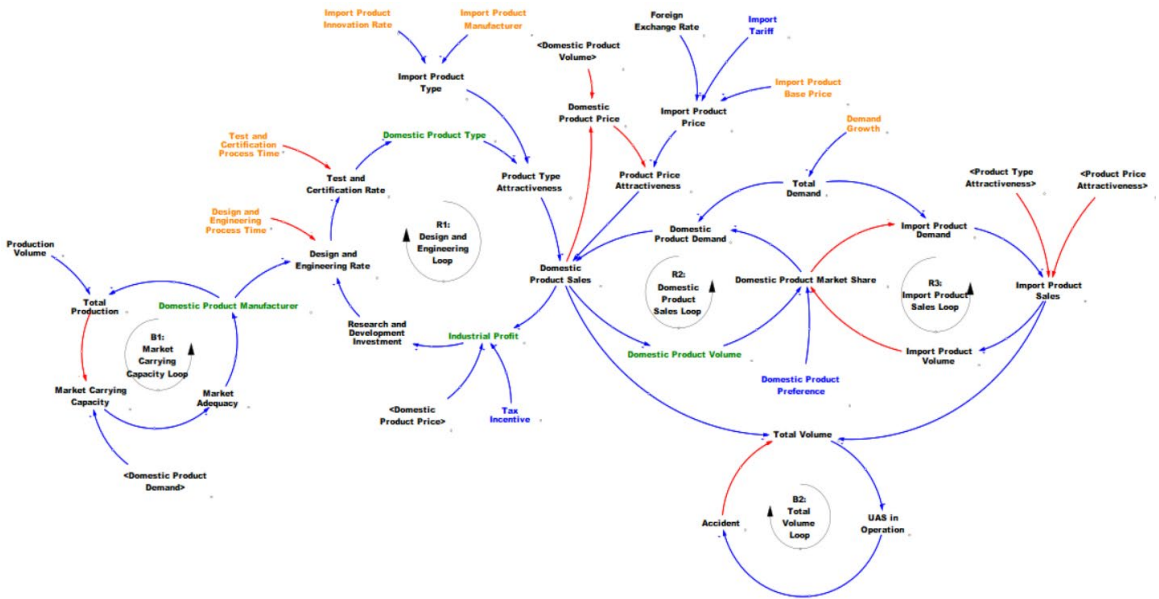 Import Product
Innovation Rate
Import Product
Manufacturer
Foreign
Exchange Rate
Import
Tariff
<Domestic Product
Volume>
Import Product
Type
Import Product
Base Price
Domestic
Product Price
Import Product
Price
Demand
Growth
Test and
Certification
Process Time
Domestic Product Type
Product Type
Attractiveness
Product Price
Attractiveness
Test and
Certification Rate
Total
Demand
<Product Type
Attractiveness>
<Product Price
Attractiveness>
Design and
Engineering
Process Time
R1:
Design and
Engineering
Loop
Domestic
Product Demand
Import Product
Demand
Production
Volume
Design and
Engineering Rate
Domestic
Product Sales
R2:
Domestic
Product
Sales Loop
Domestic Product Market Share
R3:
Import Product
Sales Loop
Import Product
Sales
Total
Production
Domestic Product Manufacturer
B1:
Market
Carrying
Capacity Loop
Research and
Development
Investment
Industrial Profit
Domestic Product Volume
Import Product
Volume
Market Carrying
Capacity
Market
Adequacy
Domestic Product
Preference
<Domestic
Product Price>
Tax
Incentive
Total Volume
<Domestic Product
Demand>
B2:
Total
Volume
Loop
Accident
UAS in
Operation